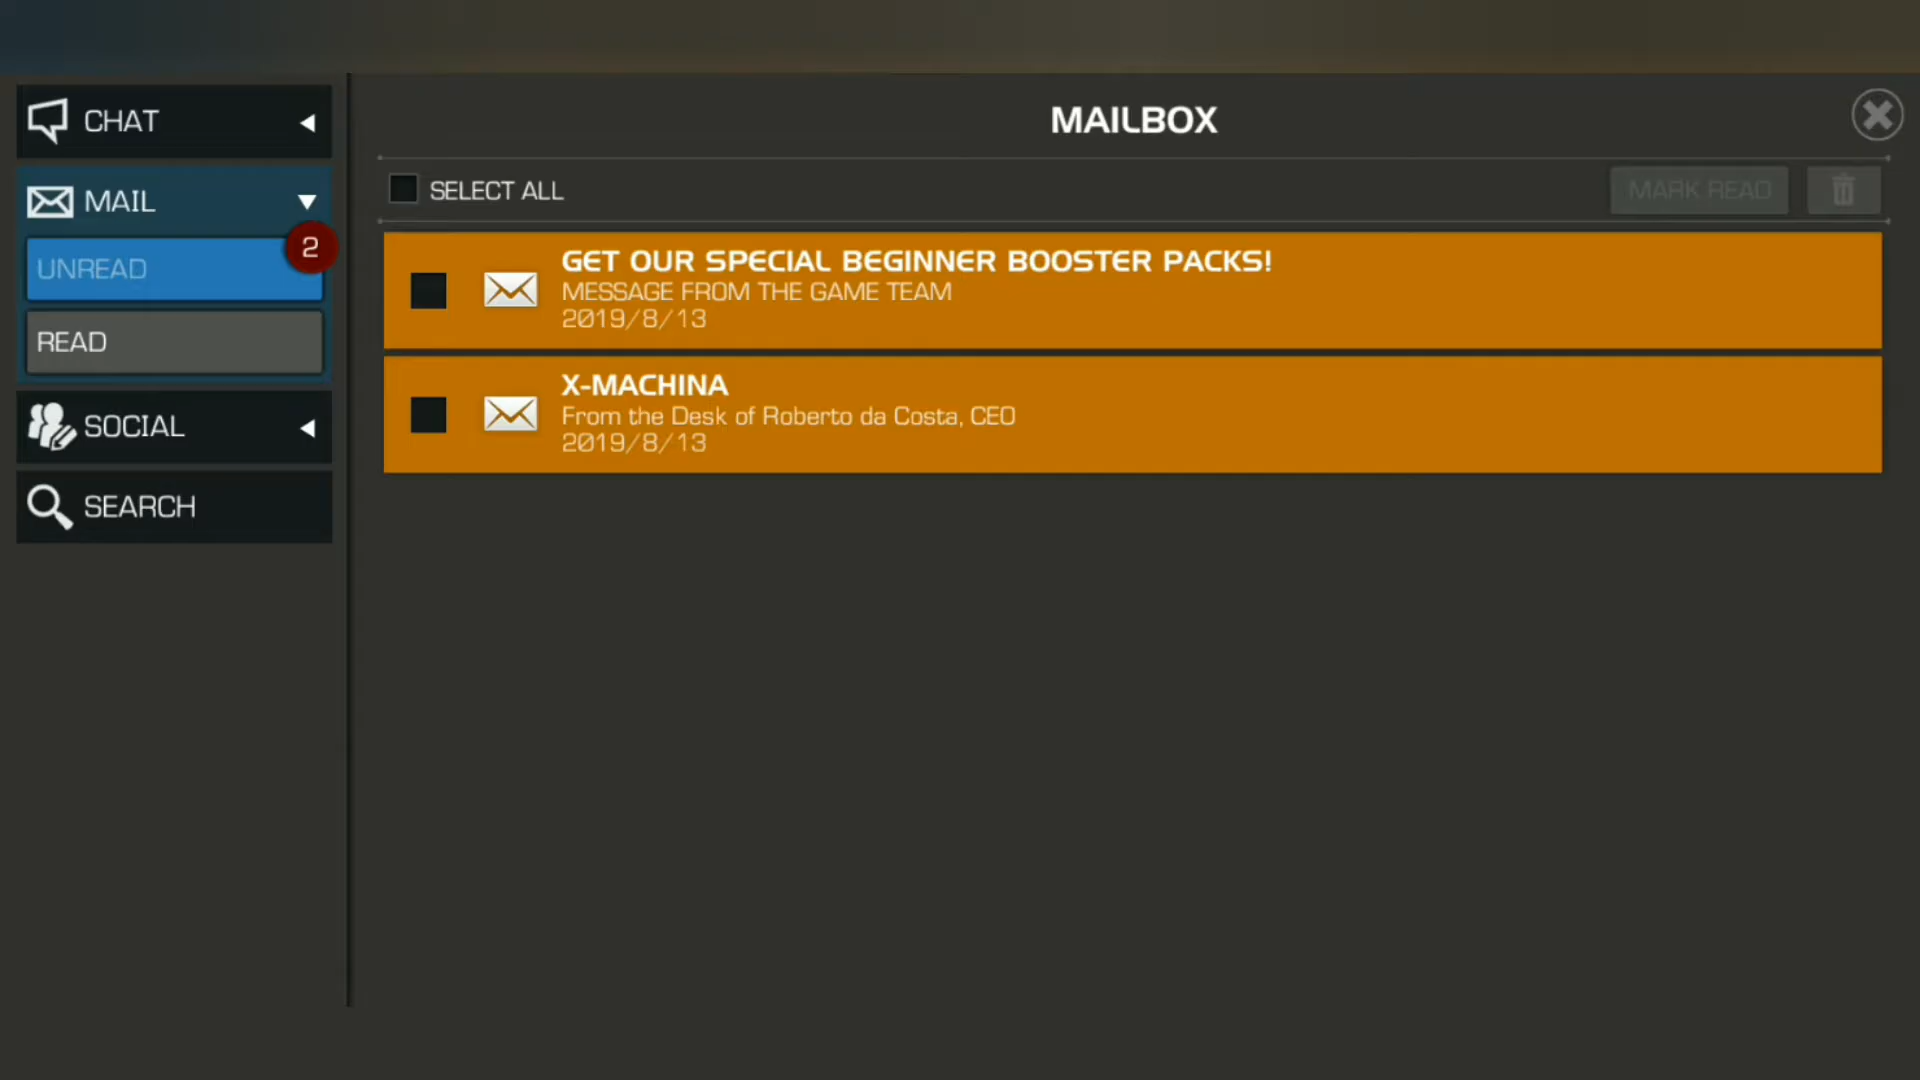 CHAT
MAIL
UNREAD
2
READ
SOCIAL
SEARCH
MAILBOX
SELECT ALL
MARK READ
GET OUR SPECIAL BEGINNER BOOSTER PACKS!
MESSAGE FROM THE GAME TEAM
2019/8/13
X-MACHINA
From the Desk of Roberto da Costa, CEO
2019/8/13